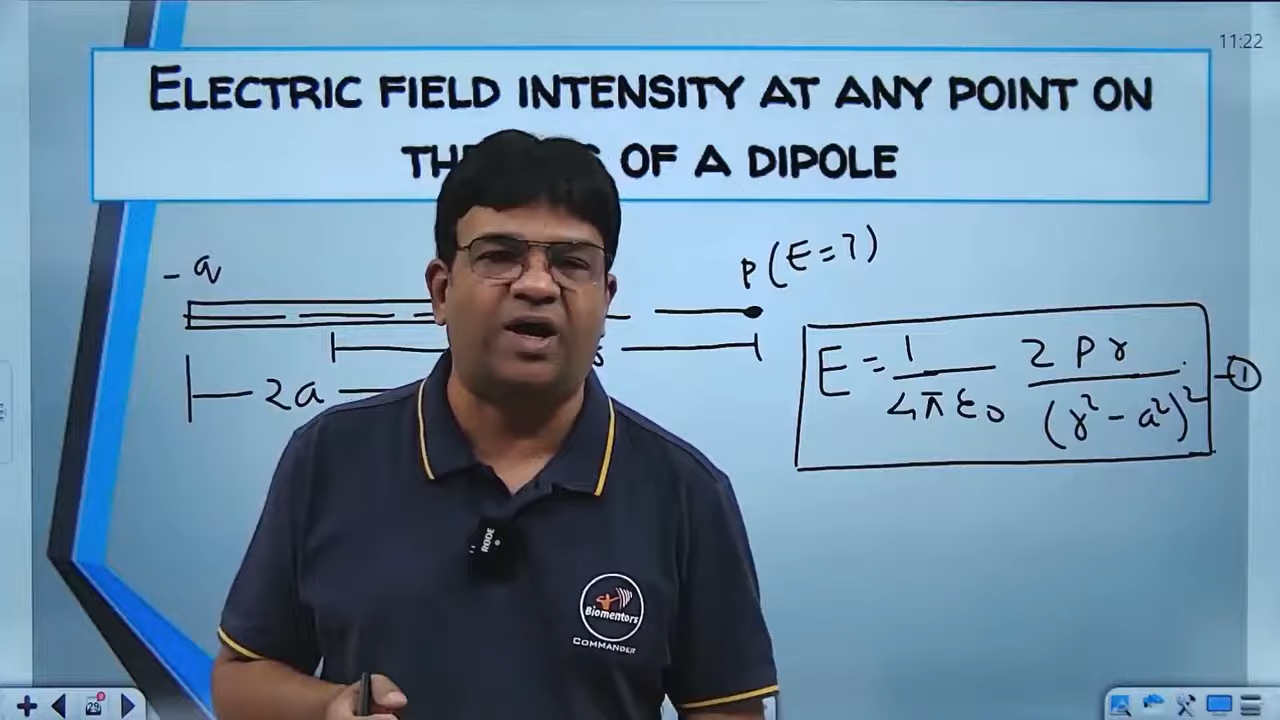 11:22
ELECTRIC FIELD INTENSITY AT ANY POINT ON
OF A DIPOLE
-q
P (E=?)
2a
E = 1/4πε0 2pr/(r²-a²)² -①
RODE
Biomentors
COMMANDER
29